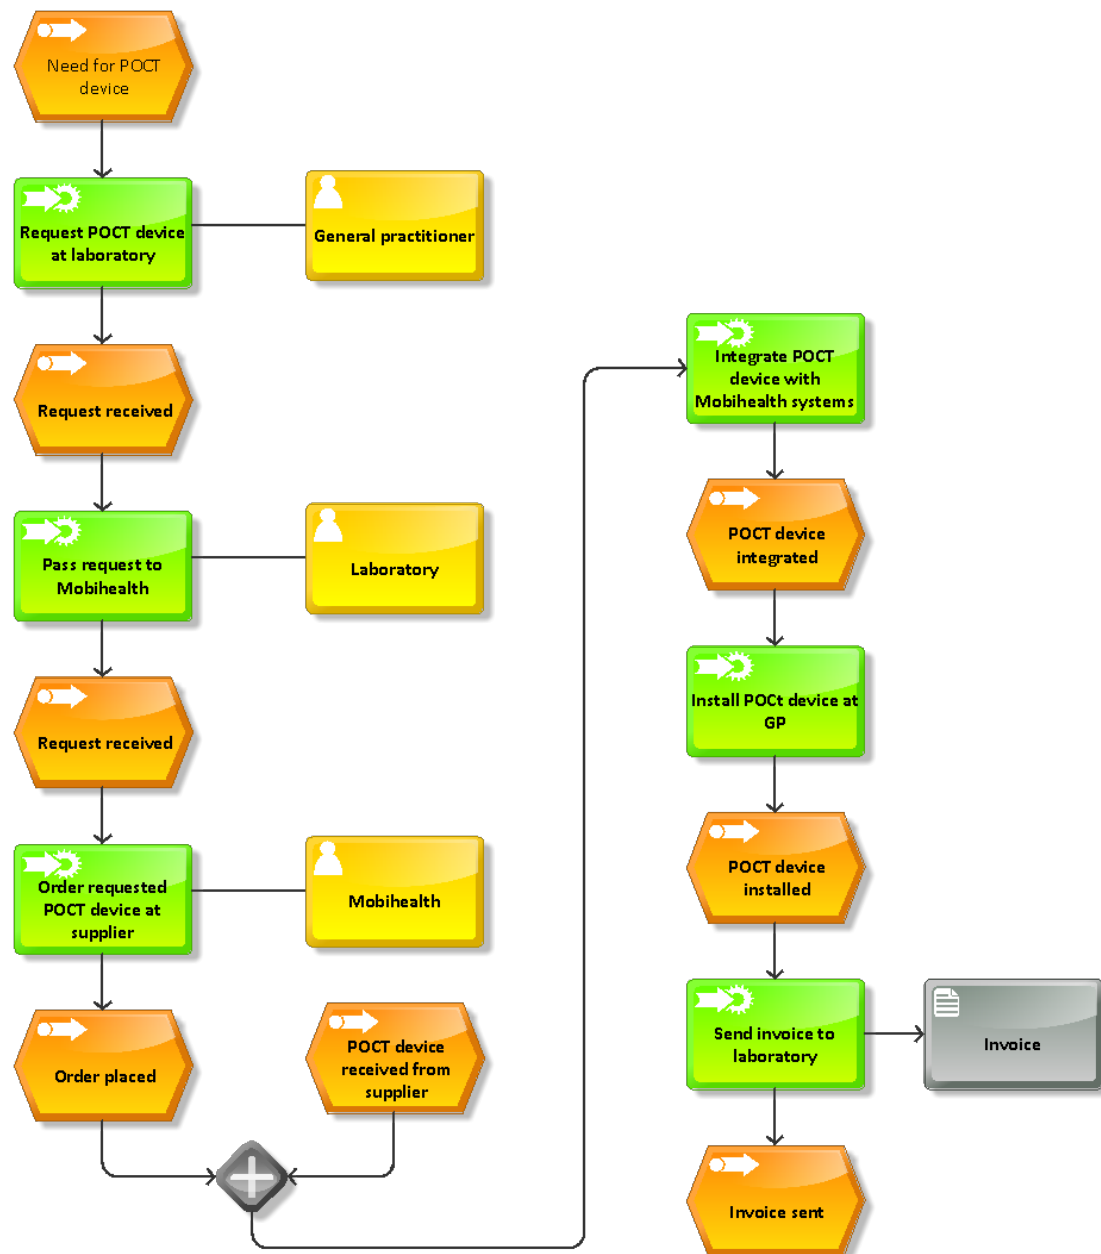 Need for POCT
device
Request POCT device
at laboratory
General practitioner
Request received
Pass request to
Mobihealth
Laboratory
Request received
Order requested
POCT device at
supplier
Mobihealth
Order placed
POCT device
received from
supplier
Integrate POCT
device with
Mobihealth systems
POCT device
integrated
Install POCt device at
GP
POCT device
installed
Send invoice to
laboratory
Invoice
Invoice sent